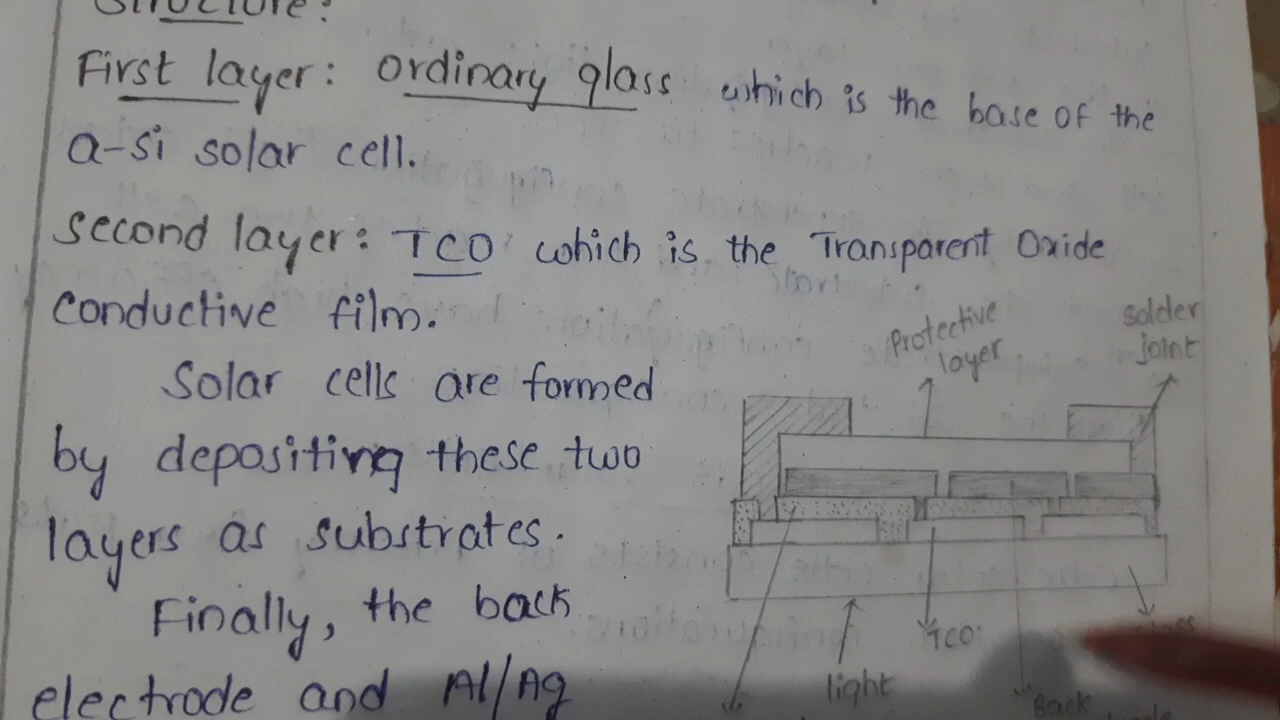 Structure:
First layer: Ordinary glass which is the base of the
a-si solar cell.
Second layer: TCO which is the Transparent Oxide
conductive film.
Solar cells are formed
by depositing these two
layers as substrates.
Finally, the back
electrode and Al/Ag
Protective
layer
solder
joint
TCO
light
Back